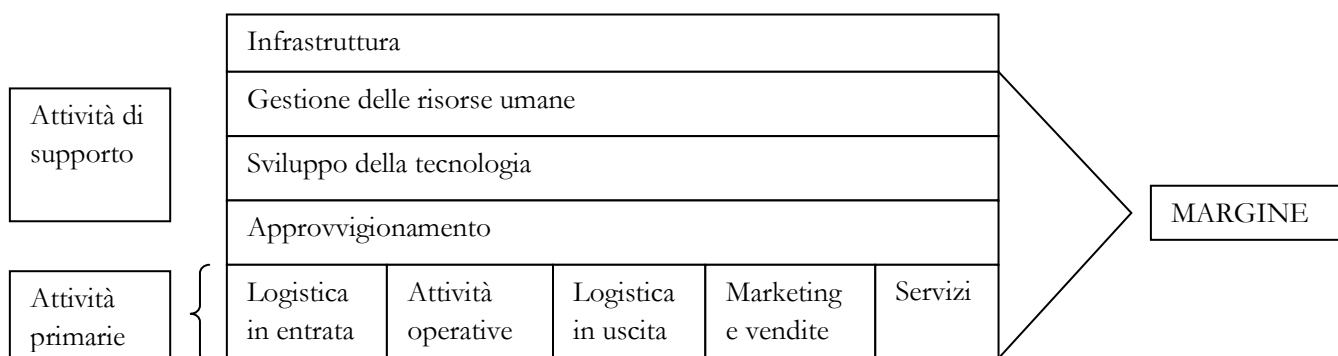 Infrastruttura
Attività di
supporto
Gestione delle risorse umane
Sviluppo della tecnologia
Approvvigionamento
MARGINE
Attività
primarie
Logistica
in entrata
Attività
operative
Logistica
in uscita
Marketing
e vendite
Servizi